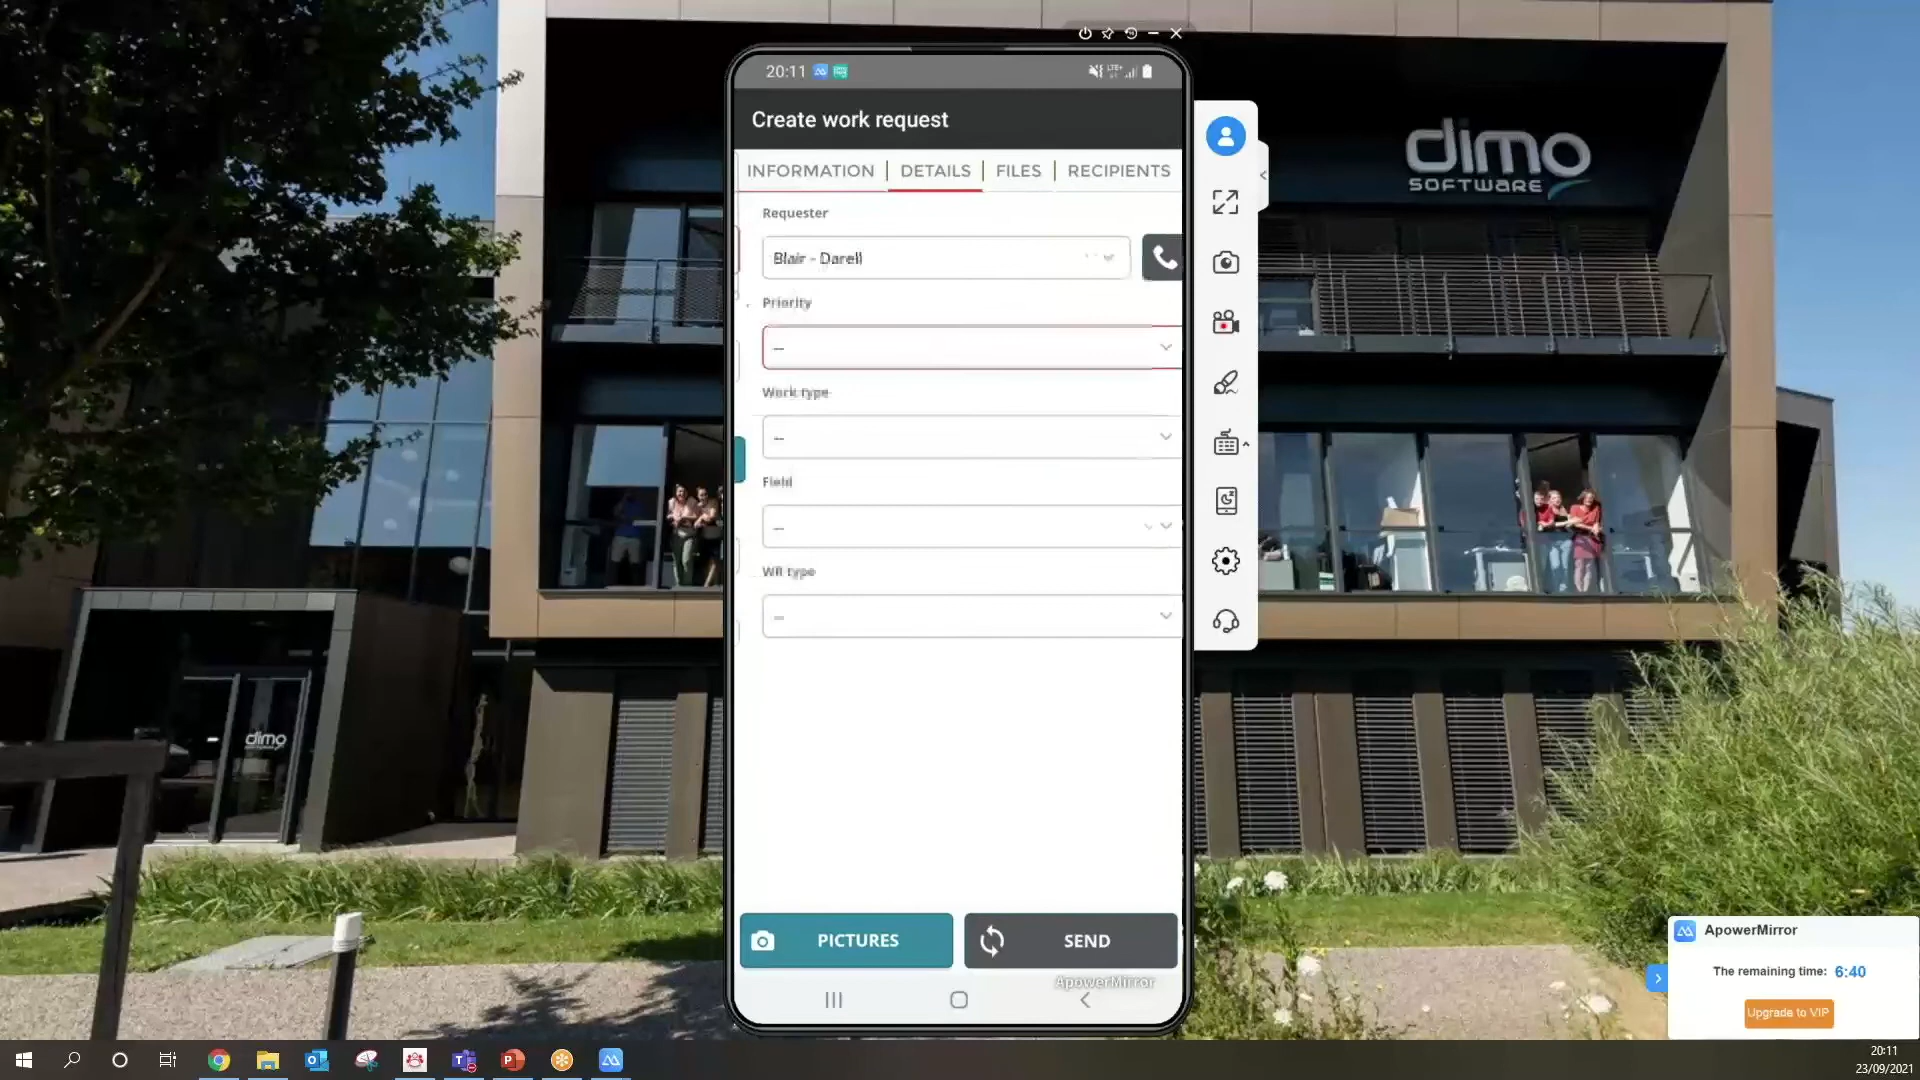 20:11 LTE+
Create work request
INFORMATION | DETAILS | FILES | RECIPIENTS
Requester
Blair - Darell
Priority
--
Work type
--
Field
--
WR type
--
PICTURES SEND
ApowerMirror
dimo
SOFTWARE
dimo
ApowerMirror
The remaining time: 6:40
Upgrade to VIP
20:11
23/09/2021